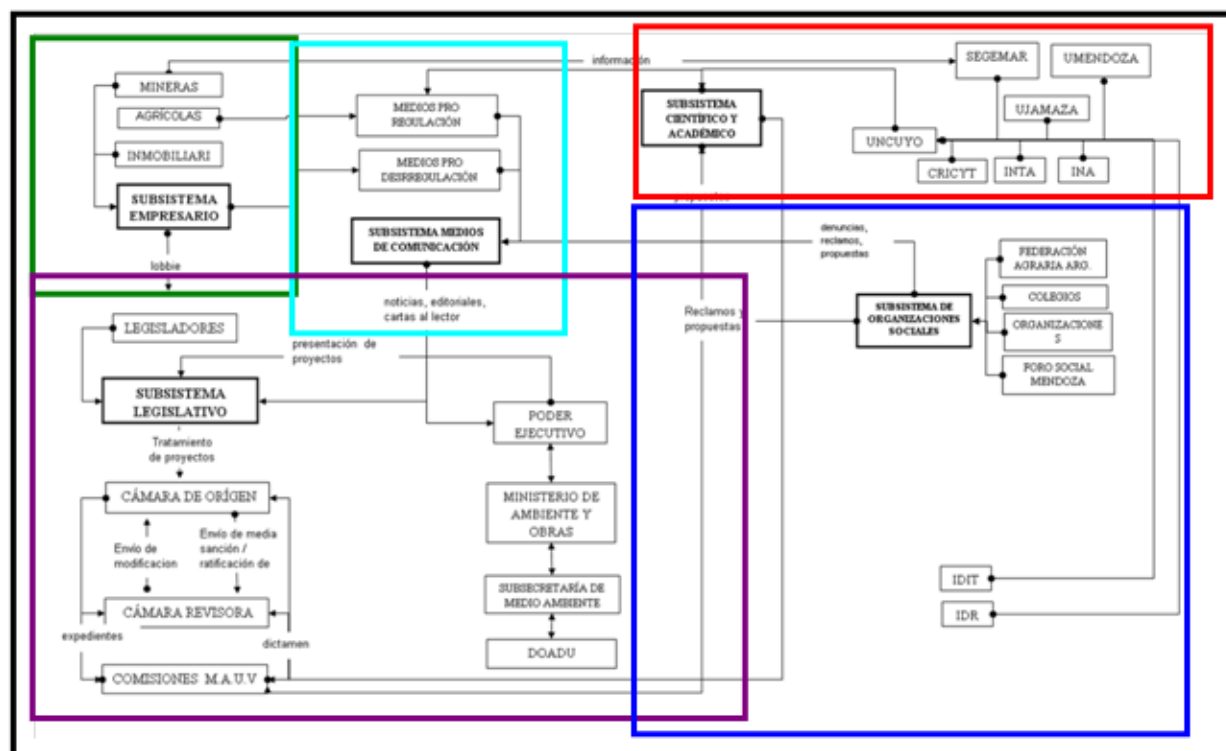 información
MINERAS
AGRÍCOLAS
INMOBILIARI
SUBSISTEMA
EMPRESARIO
lobbie
MEDIOS PRO
REGULACIÓN
MEDIOS PRO
DESRREGULACIÓN
SUBSISTEMA MEDIOS
DE COMUNICACIÓN
noticias, editoriales,
cartas al lector
SUBSISTEMA
CIENTÍFICO Y
ACADÉMICO
propuestas
SEGEMAR
UMENDOZA
UJAMAZA
UNCUYO
CRICYT
INTA
INA
denuncias,
reclamos,
propuestas
FEDERACIÓN
AGRARIA ARG.
COLEGIOS
ORGANIZACIONE
S
FORO SOCIAL
MENDOZA
SUBSISTEMA DE
ORGANIZACIONES
SOCIALES
Reclamos y
propuestas
IDIT
IDR
LEGISLADORES
presentación de
proyectos
SUBSISTEMA
LEGISLATIVO
Tratamiento
de proyectos
CÁMARA DE ORÍGEN
Envío de
modificacion
Envío de media
sanción /
ratificación de
CÁMARA REVISORA
expedientes
dictamen
COMISIONES M.A.U.V
PODER
EJECUTIVO
MINISTERIO DE
AMBIENTE Y
OBRAS
SUBSECRETARÍA DE
MEDIO AMBIENTE
DOADU